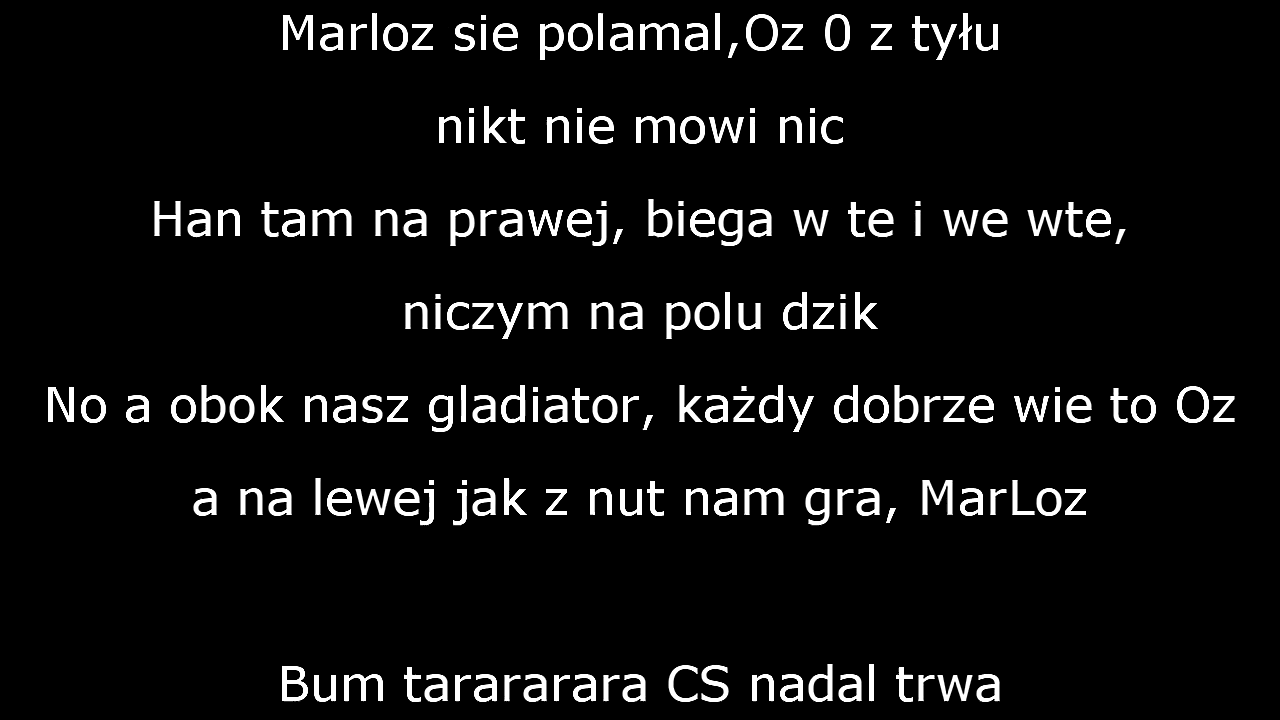 Marloz sie polamal,Oz 0 z tyłu
nikt nie mowi nic
Han tam na prawej, biega w te i we wte,
niczym na polu dzik
No a obok nasz gladiator, każdy dobrze wie to Oz
a na lewej jak z nut nam gra, MarLoz
Bum tarararara CS nadal trwa